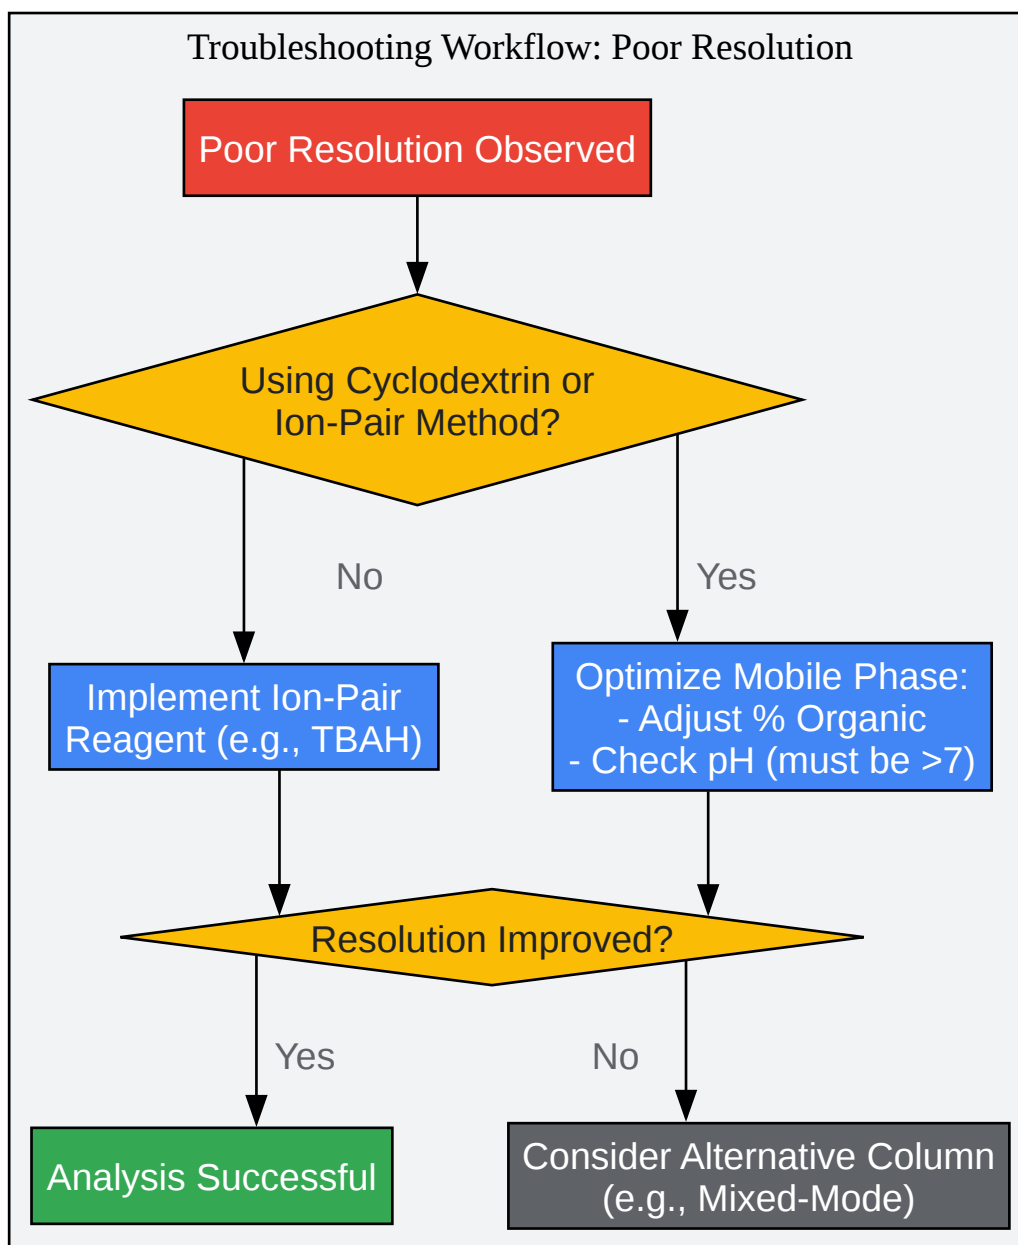 Troubleshooting Workflow: Poor Resolution
Poor Resolution Observed
Using Cyclodextrin or
Ion-Pair Method?
No
Yes
Implement Ion-Pair
Reagent (e.g., TBAH)
Optimize Mobile Phase:
- Adjust % Organic
- Check pH (must be >7)
Resolution Improved?
Yes
No
Analysis Successful
Consider Alternative Column
(e.g., Mixed-Mode)